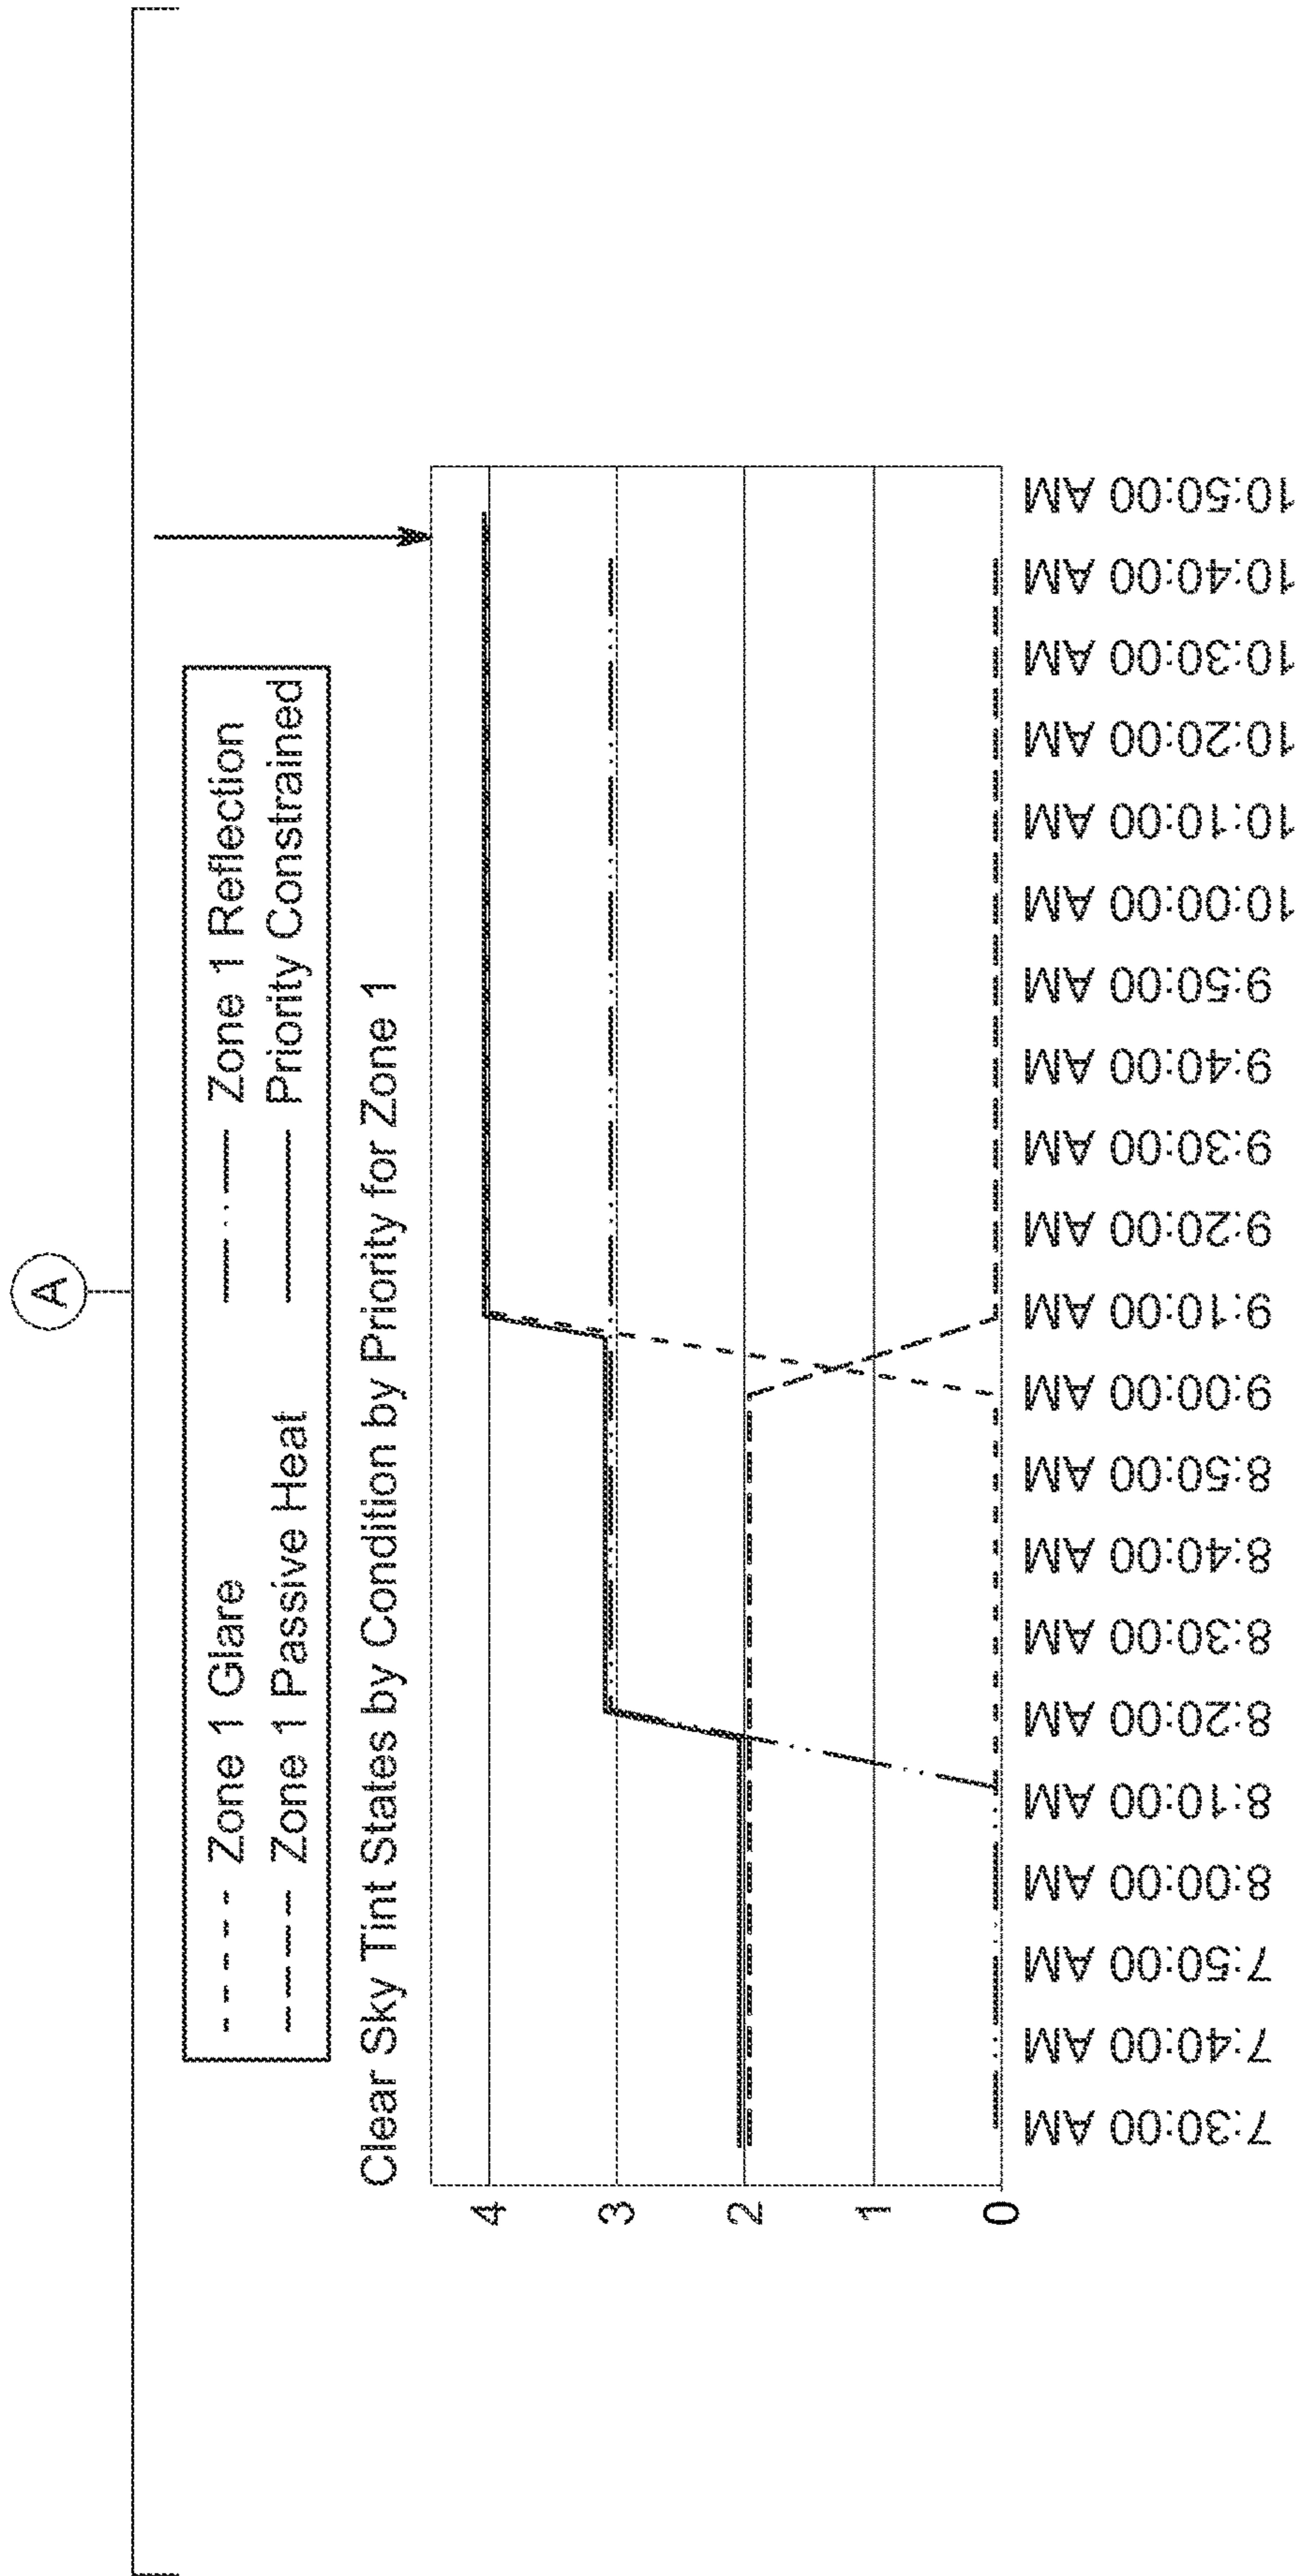 A
Zone 1 Glare
Zone 1 Reflection
Zone 1 Passive Heat
Priority Constrained
Clear Sky Tint States by Condition by Priority for Zone 1
4
3
2
1
0
7:30:00 AM
7:40:00 AM
7:50:00 AM
8:00:00 AM
8:10:00 AM
8:20:00 AM
8:30:00 AM
8:40:00 AM
8:50:00 AM
9:00:00 AM
9:10:00 AM
9:20:00 AM
9:30:00 AM
9:40:00 AM
9:50:00 AM
10:00:00 AM
10:10:00 AM
10:20:00 AM
10:30:00 AM
10:40:00 AM
10:50:00 AM